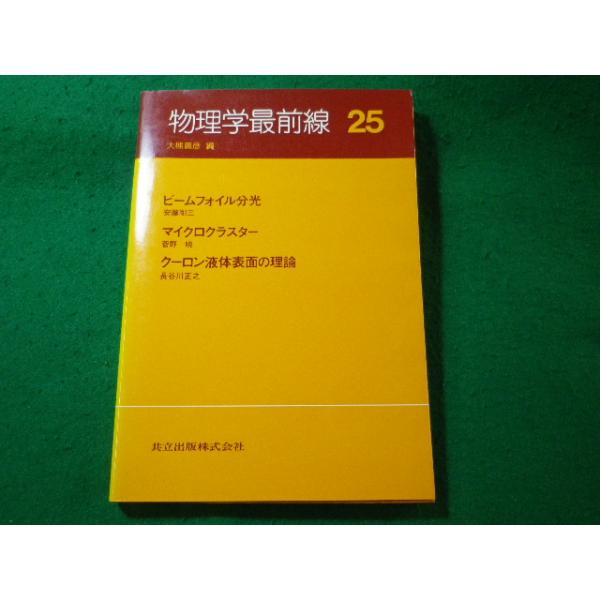 物理学最前線 25
大槻義彦 編
ビームフォイル分光
安藤剛三
マイクロクラスター
菅野 暁
クーロン液体表面の理論
長谷川正之
共立出版株式会社